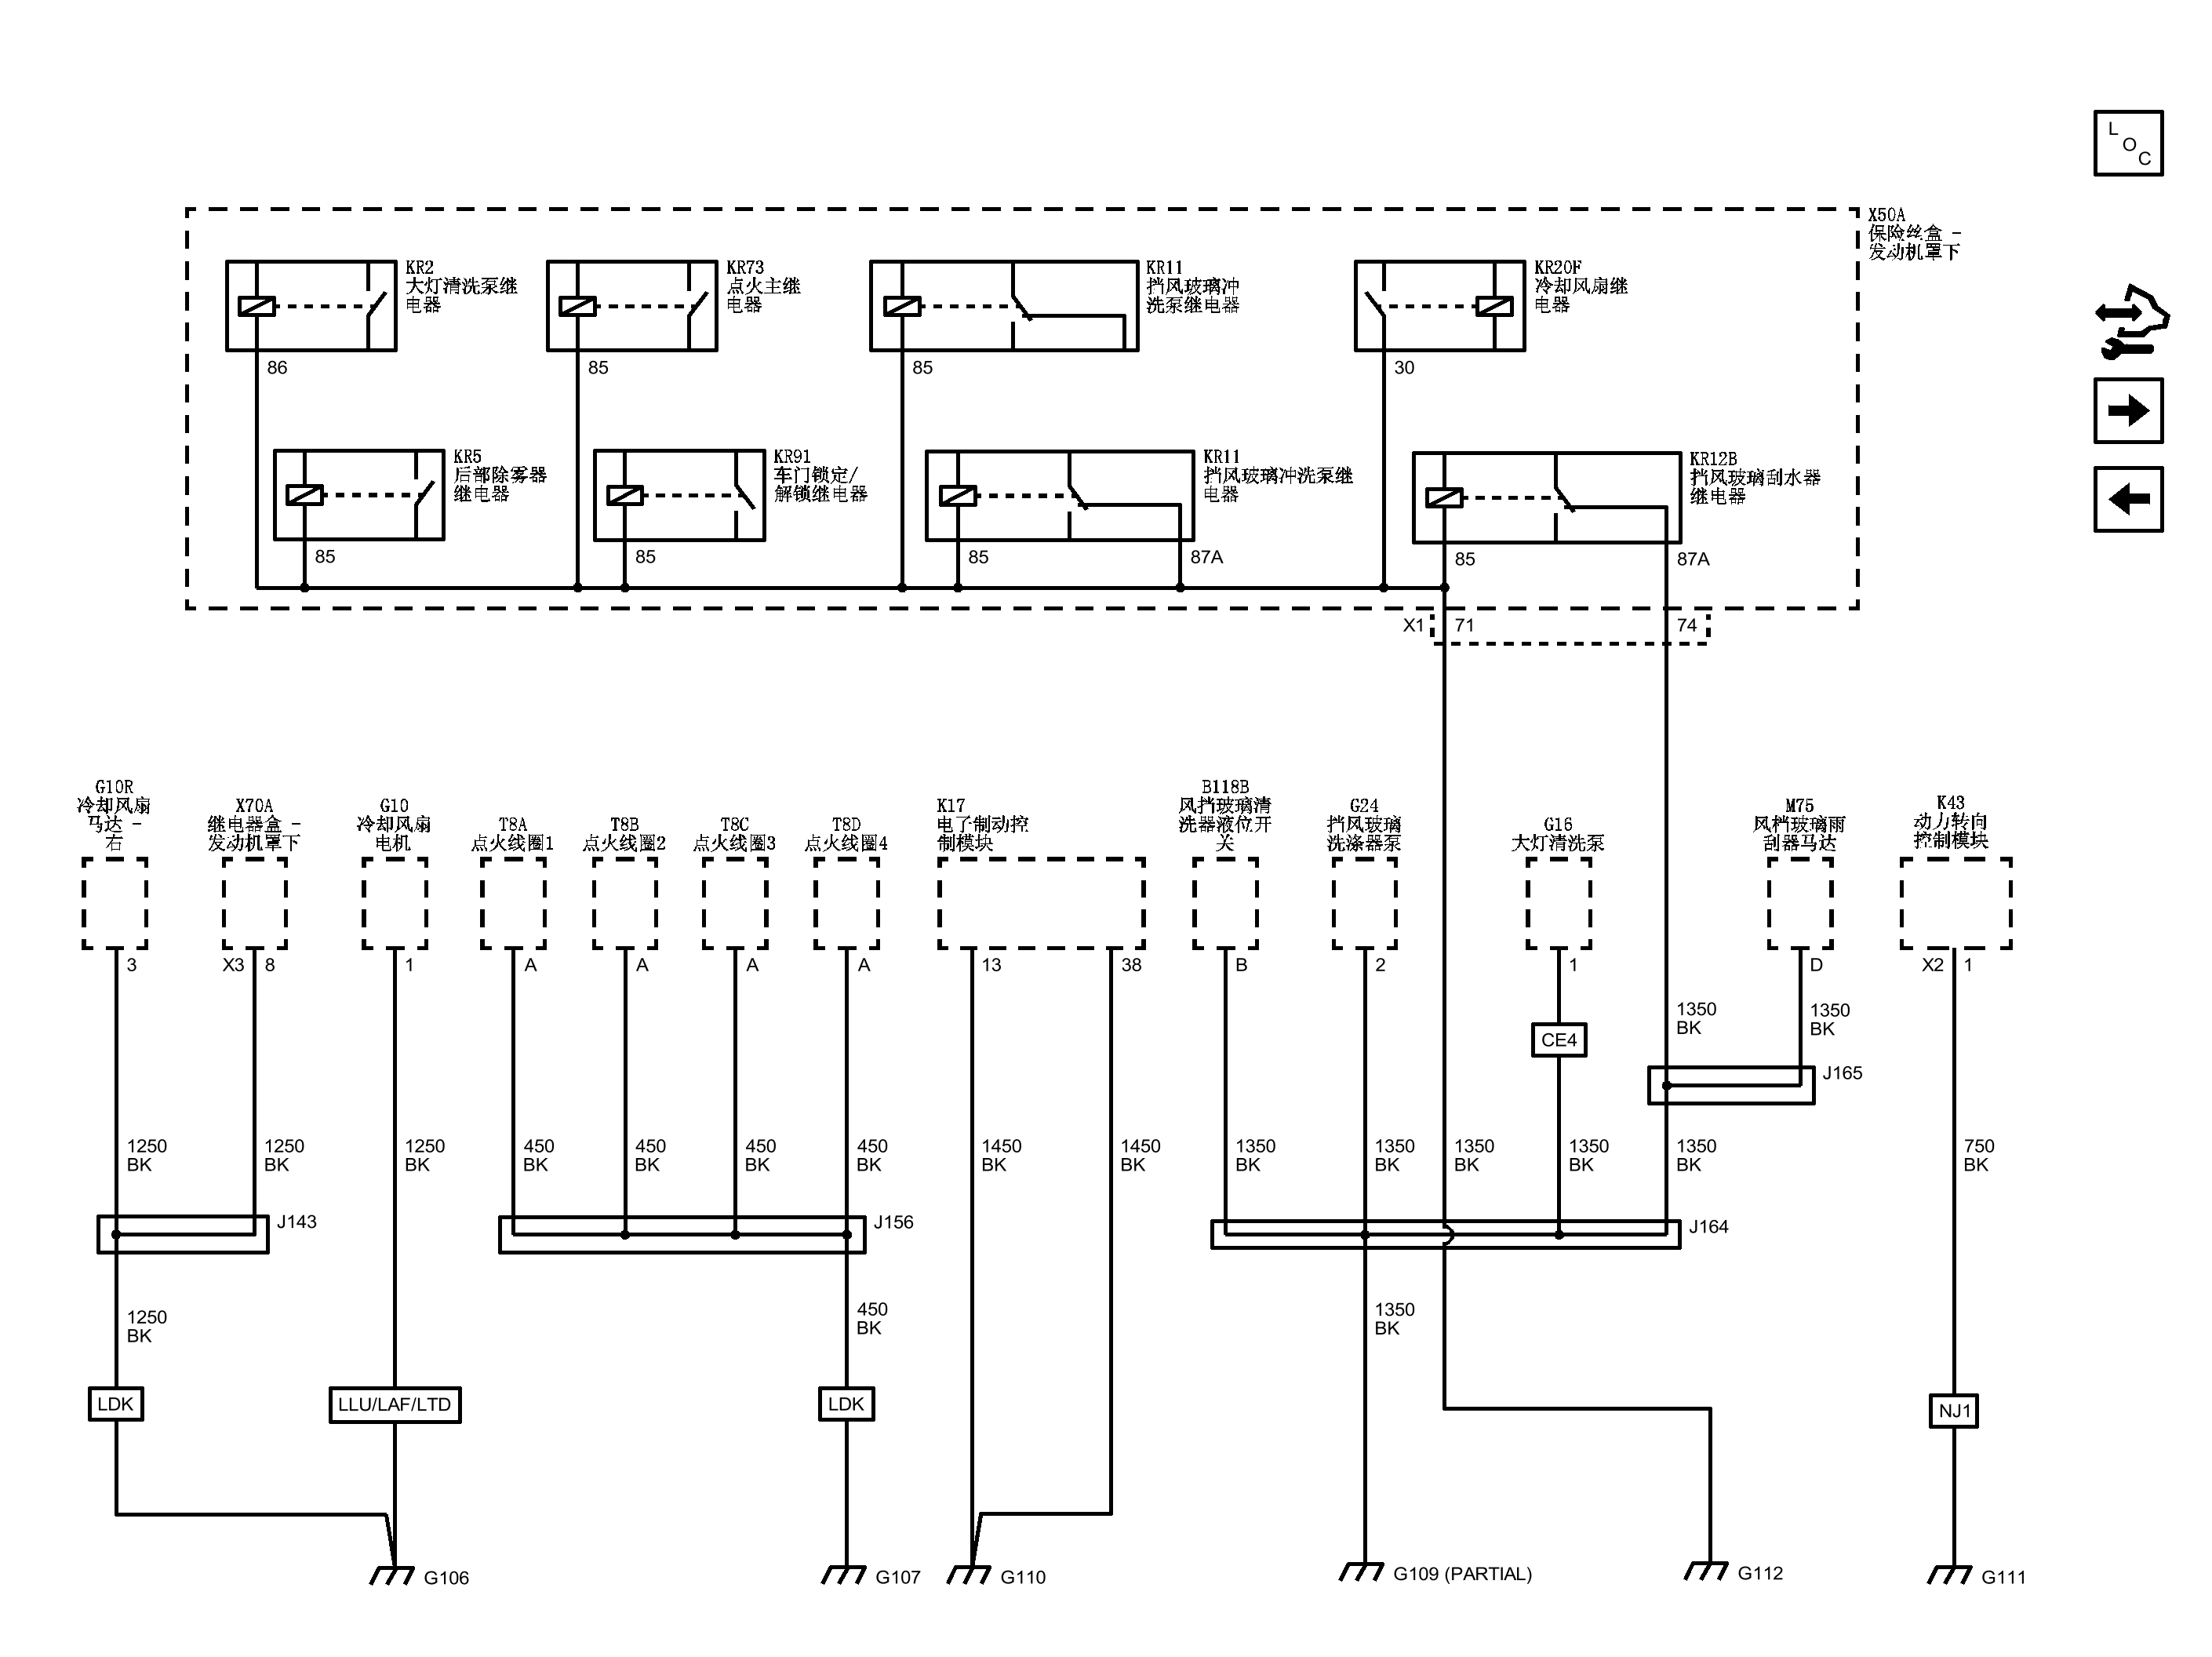 L
O
C
X50A
保险丝盒 -
发动机罩下
KR2
大灯清洗泵继
电器
86
KR73
点火主继
电器
85
KR11
挡风玻璃冲
洗泵继电器
85
KR20F
冷却风扇继
电器
30
KR5
后部除雾器
继电器
85
KR91
车门锁定/
解锁继电器
85
KR11
挡风玻璃冲洗泵继
电器
85
87A
KR12B
挡风玻璃刮水器
继电器
85
87A
X1
71
74
G10R
冷却风扇
马达 -
右
X70A
继电器盒 -
发动机罩下
G10
冷却风扇
电机
T8A
点火线圈1
T8B
点火线圈2
T8C
点火线圈3
T8D
点火线圈4
K17
电子制动控
制模块
B118B
风挡玻璃清
洗器液位开
关
G24
挡风玻璃
洗涤器泵
G16
大灯清洗泵
M75
风档玻璃雨
刮器马达
K43
动力转向
控制模块
3
X3
8
1
A
A
A
A
13
38
B
2
1
D
X2
1
1350
BK
1350
BK
CE4
J165
1250
BK
1250
BK
1250
BK
450
BK
450
BK
450
BK
450
BK
1450
BK
1450
BK
1350
BK
1350
BK
1350
BK
1350
BK
1350
BK
750
BK
J143
J156
J164
1250
BK
450
BK
1350
BK
LDK
LLU/LAF/LTD
LDK
NJ1
G106
G107
G110
G109 (PARTIAL)
G112
G111